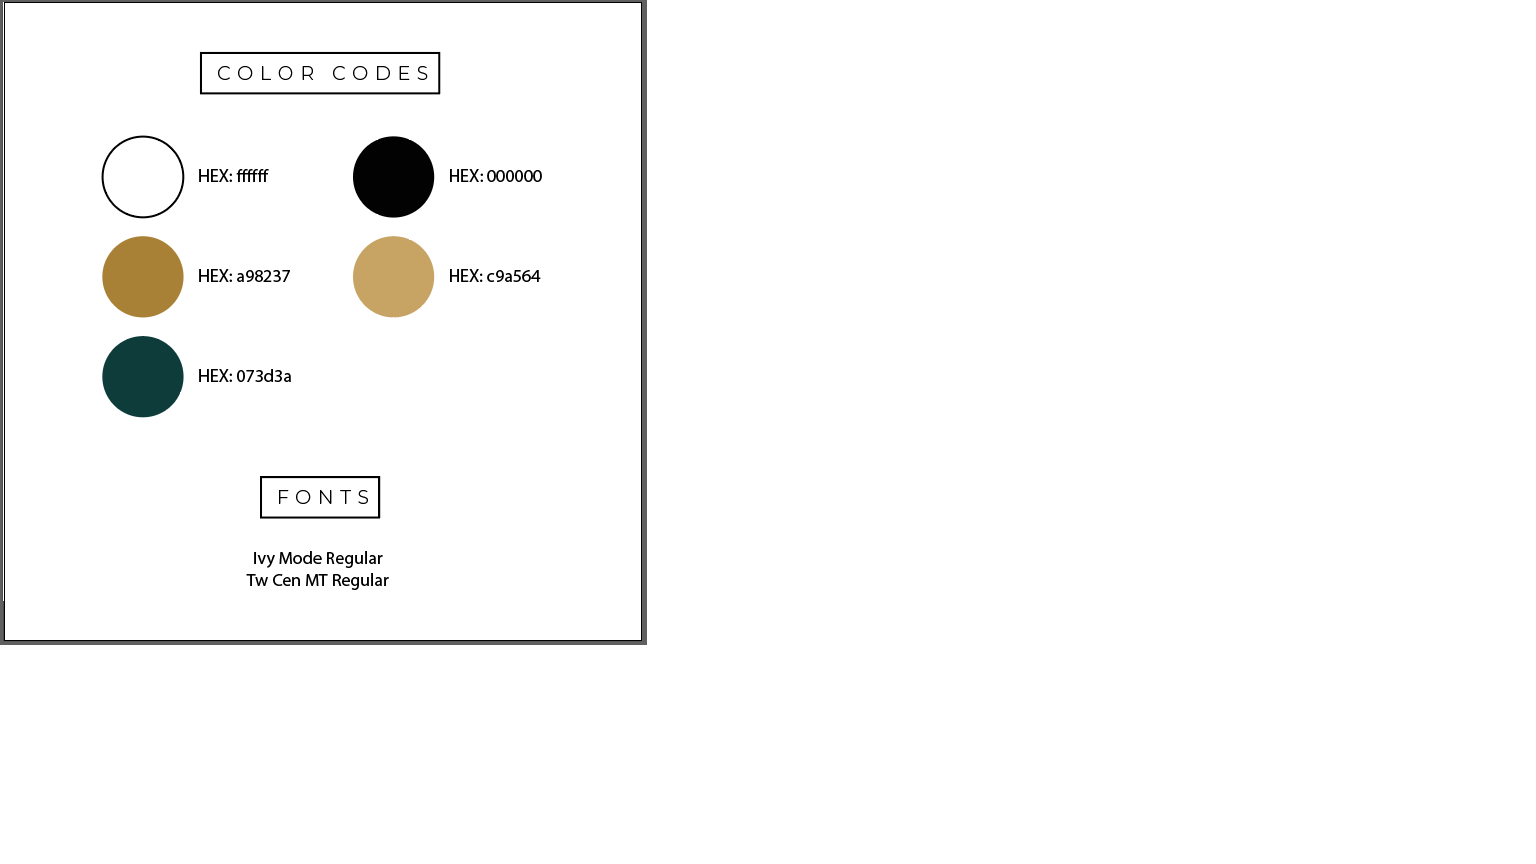 COLOR CODES
HEX: ffffff
HEX: 000000
HEX: a98237
HEX: c9a564
HEX: 073d3a
FONTS
Ivy Mode Regular
Tw Cen MT Regular